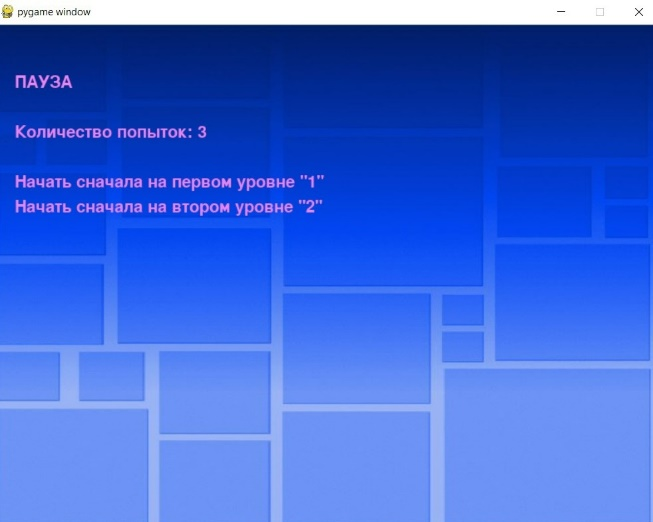 pygame window
ПАУЗА
Количество попыток: 3
Начать сначала на первом уровне "1"
Начать сначала на втором уровне "2"